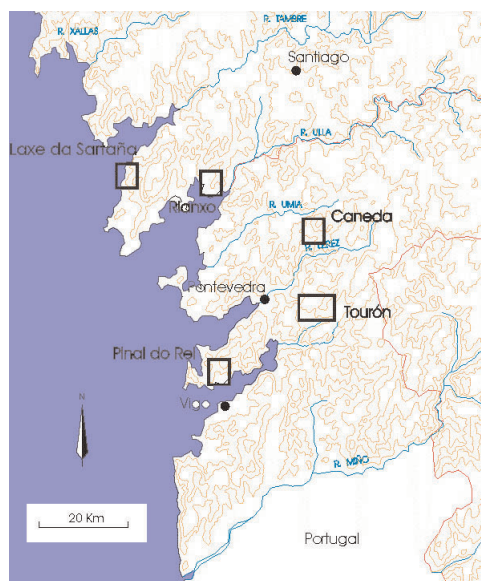 R. TAMBRE
R. XALLAS
Santiago
R. ULLA
Laxe da Sartaña
Rianxo
R. UMIA
Caneda
R. LEREZ
Pontevedra
Tourón
Pinal do Rei
Vigo
N
R. MIÑO
20 Km
Portugal